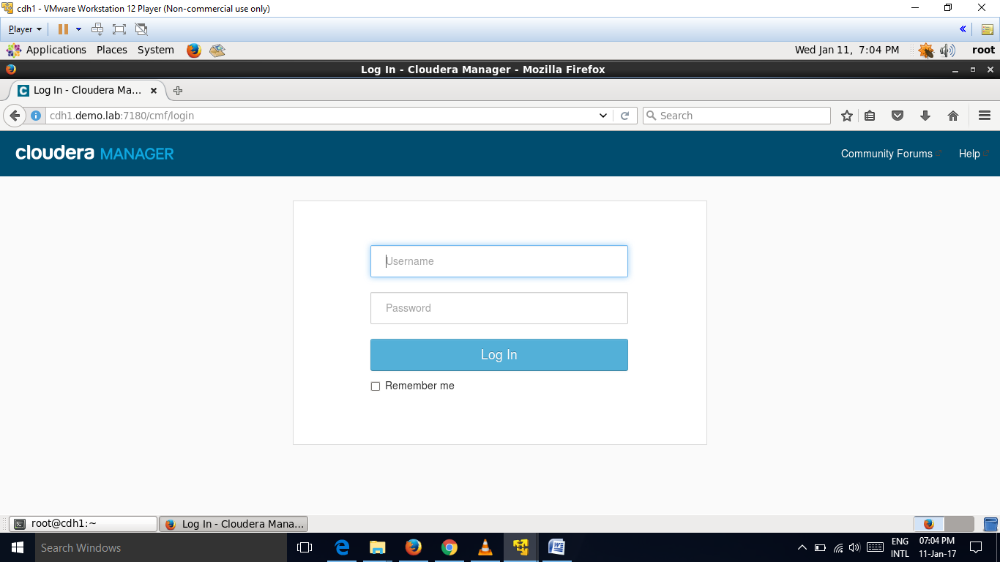 cdh1 - VMware Workstation 12 Player (Non-commercial use only)
Player
Applications Places System Wed Jan 11, 7:04 PM root
Log In - Cloudera Manager - Mozilla Firefox
Log In - Cloudera Ma...
cdh1.demo.lab:7180/cmf/login Search
cloudera MANAGER Community Forums Help
Username
Password
Log In
Remember me
root@cdh1:~ Log In - Cloudera Mana...
Search Windows ENG 07:04 PM
INTL 11-Jan-17